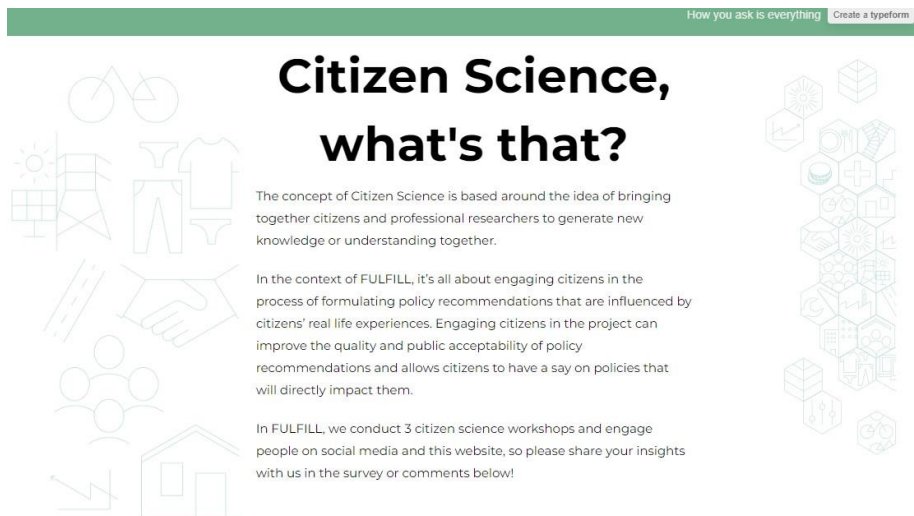 How you ask is everything Create a typeform
Citizen Science,
what's that?
The concept of Citizen Science is based around the idea of bringing
together citizens and professional researchers to generate new
knowledge or understanding together.
In the context of FULFILL, it's all about engaging citizens in the
process of formulating policy recommendations that are influenced by
citizens' real life experiences. Engaging citizens in the project can
improve the quality and public acceptability of policy
recommendations and allows citizens to have a say on policies that
will directly impact them.
In FULFILL, we conduct 3 citizen science workshops and engage
people on social media and this website, so please share your insights
with us in the survey or comments below!